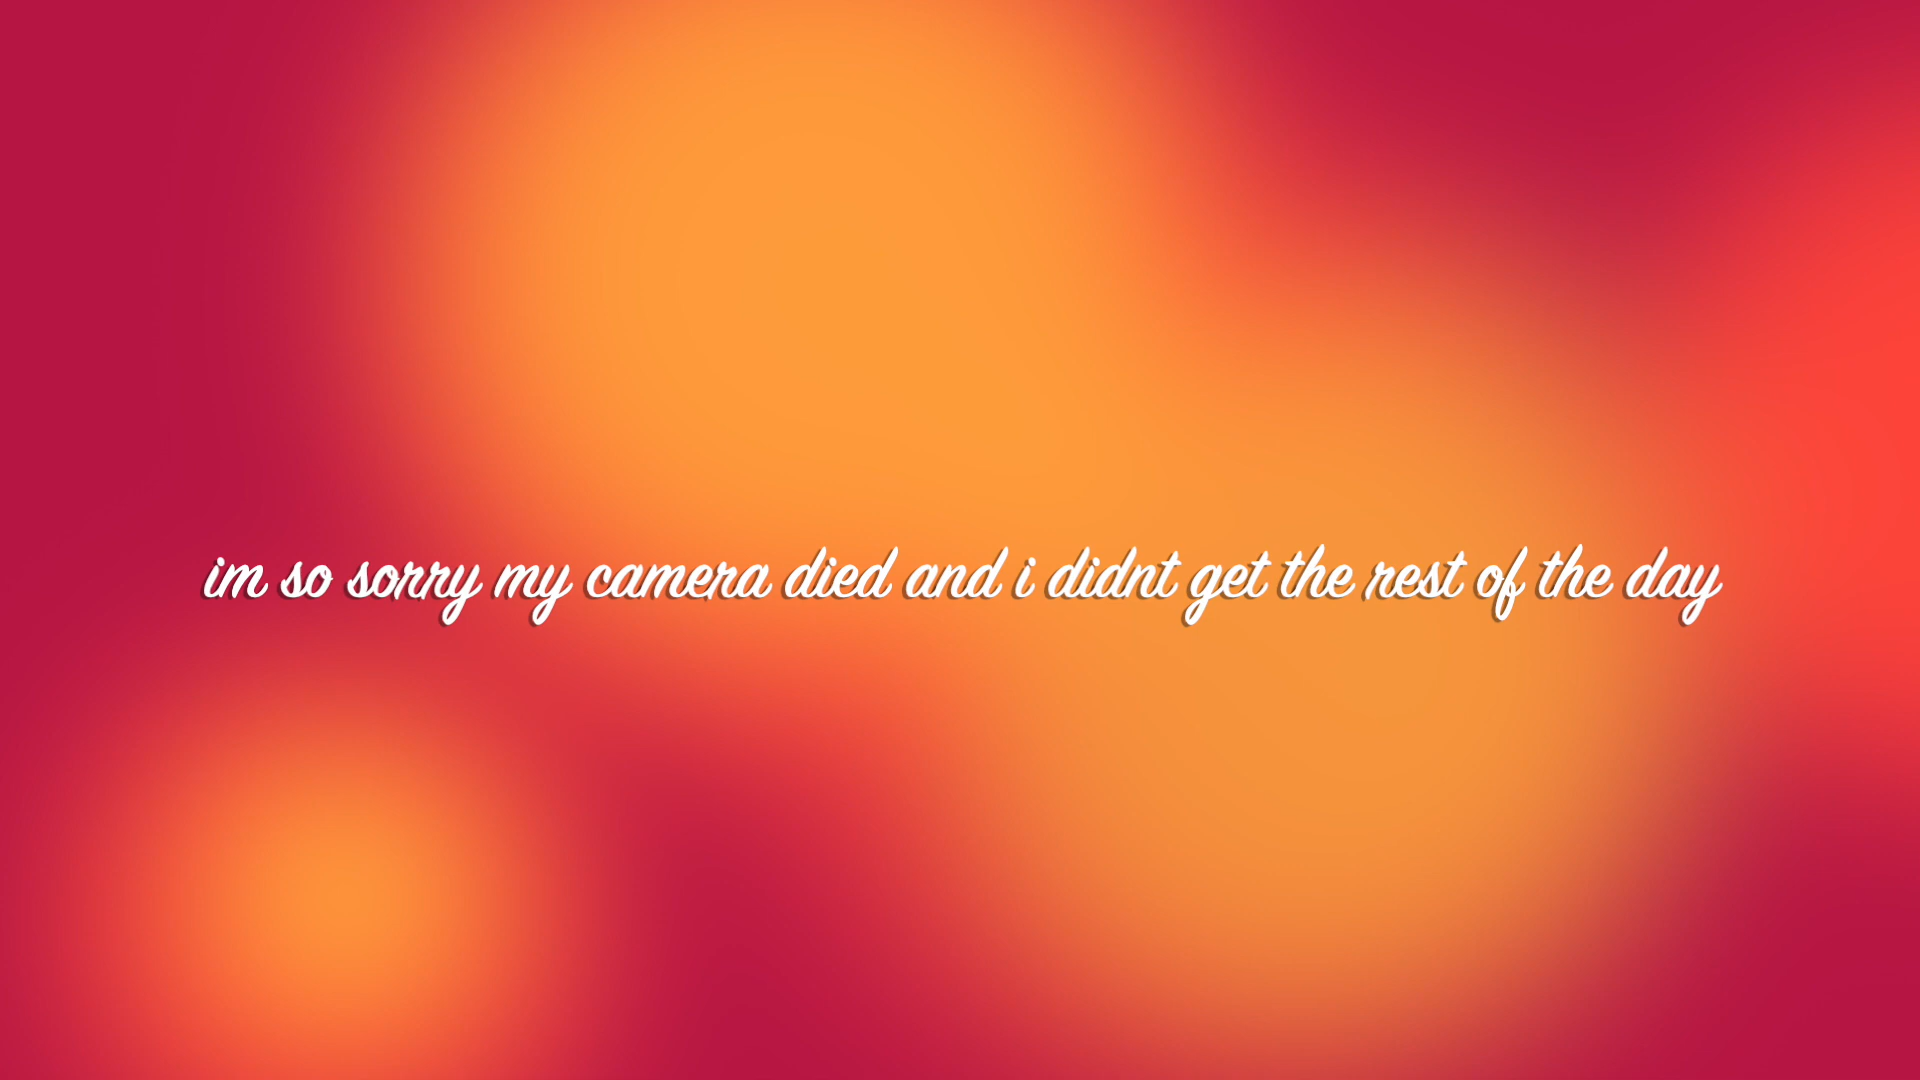 im so sorry my camera died and i didnt get the rest of the day